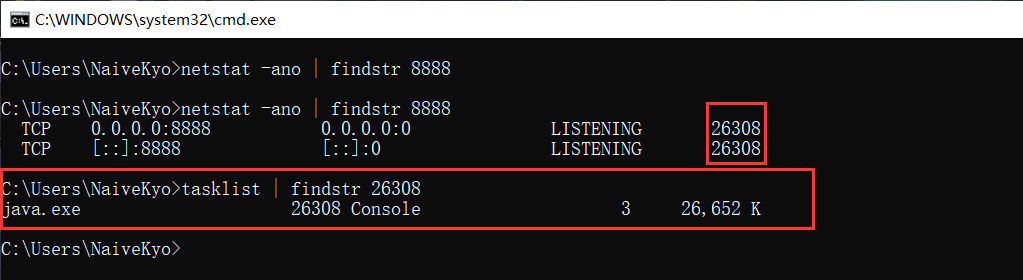 C:\WINDOWS\system32\cmd.exe
C:\Users\NaiveKyo>netstat -ano | findstr 8888
C:\Users\NaiveKyo>netstat -ano | findstr 8888
TCP 0.0.0.0:8888 0.0.0.0:0 LISTENING 26308
TCP [::]:8888 [::]:0 LISTENING 26308
C:\Users\NaiveKyo>tasklist | findstr 26308
java.exe 26308 Console 3 26,652 K
C:\Users\NaiveKyo>